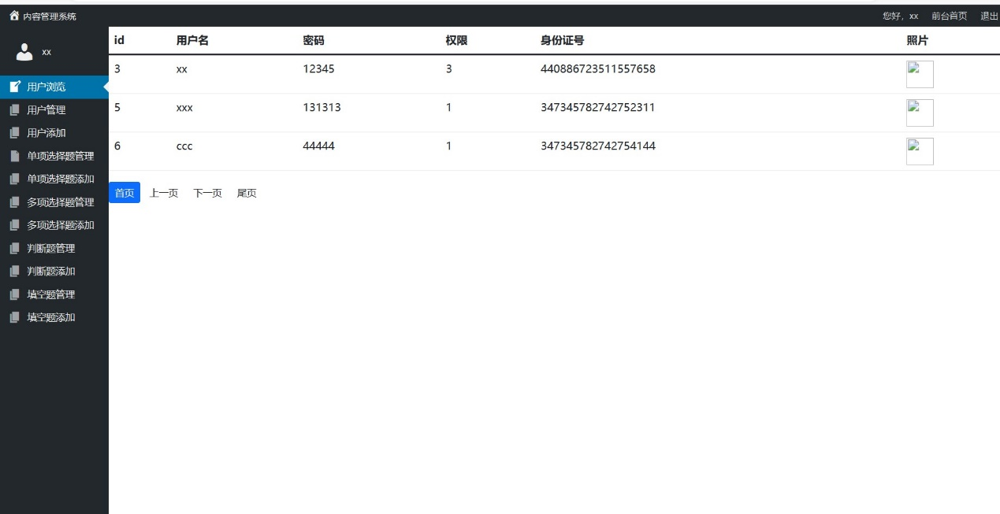 内容管理系统 您好，xx 前台首页 退出
xx
用户浏览
用户管理
用户添加
单项选择题管理
单项选择题添加
多项选择题管理
多项选择题添加
判断题管理
判断题添加
填空题管理
填空题添加
id 用户名 密码 权限 身份证号 照片
3 xx 12345 3 440886723511557658
5 xxx 131313 1 347345782742752311
6 ccc 44444 1 347345782742754144
首页 上一页 下一页 尾页